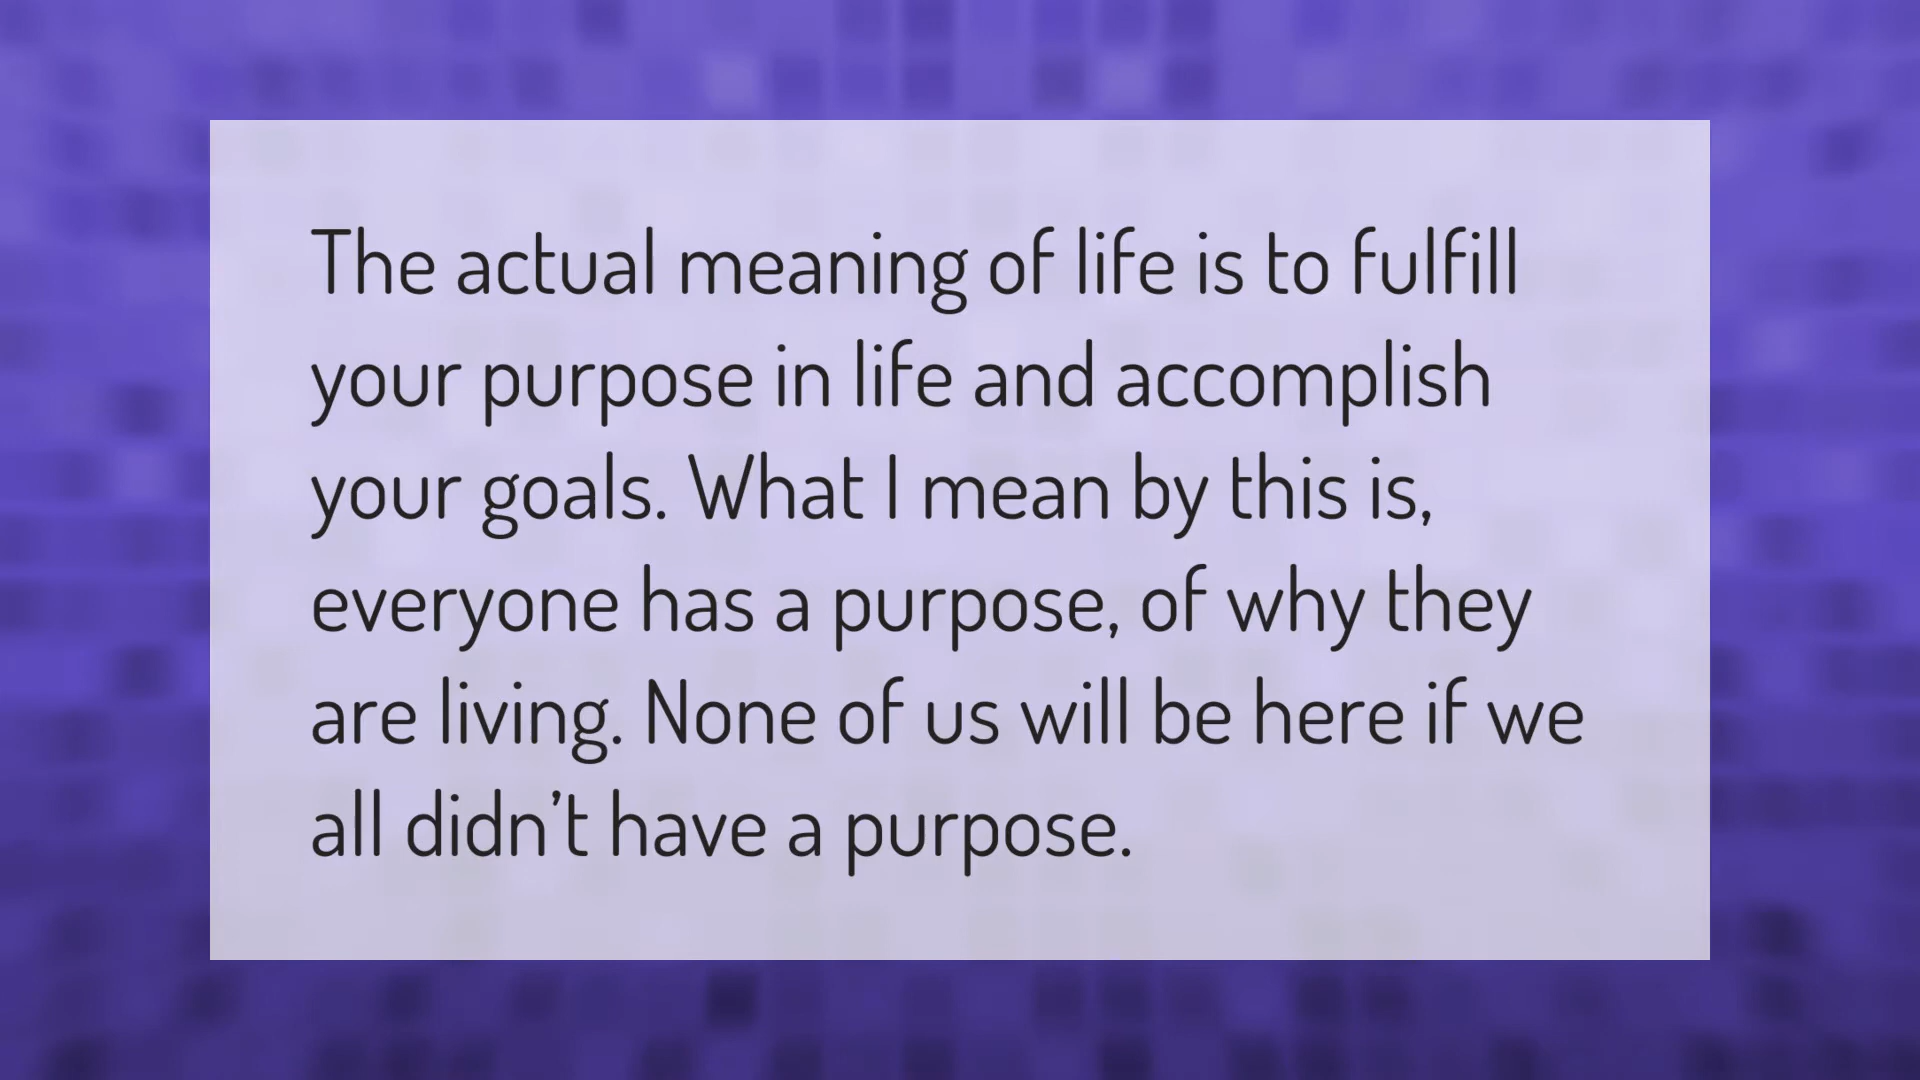 The actual meaning of life is to fulfill
your purpose in life and accomplish
your goals. What I mean by this is,
everyone has a purpose, of why they
are living. None of us will be here if we
all didn’t have a purpose.